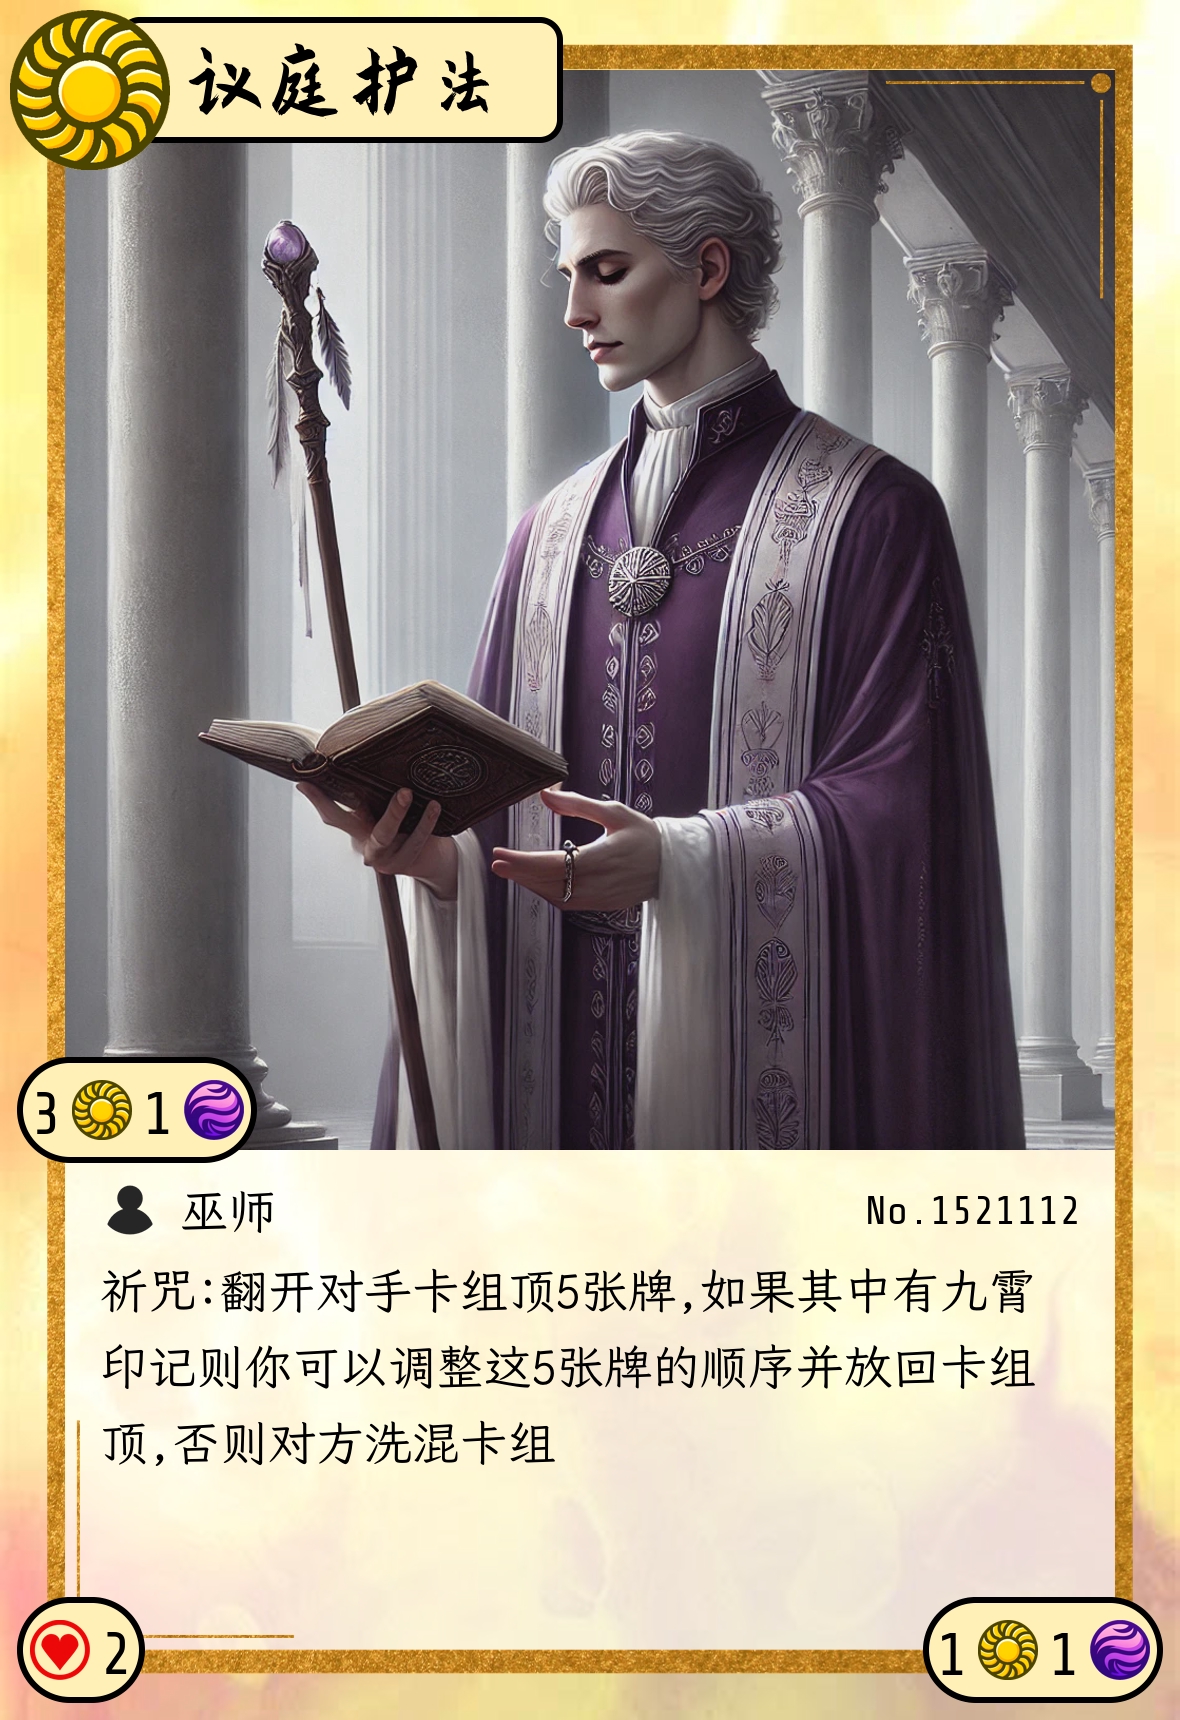 议庭护法
3 1
巫师
No.1521112
祈咒:翻开对手卡组顶5张牌,如果其中有九霄
印记则你可以调整这5张牌的顺序并放回卡组
顶,否则对方洗混卡组
2
1 1